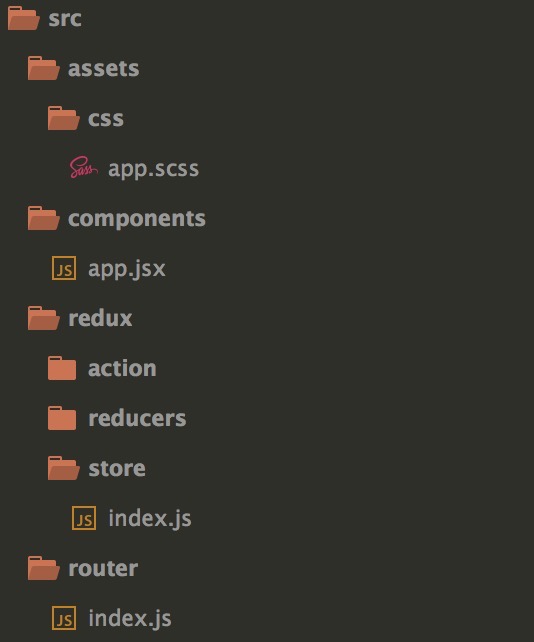 src
assets
css
Sass app.scss
components
JS app.jsx
redux
action
reducers
store
JS index.js
router
JS index.js